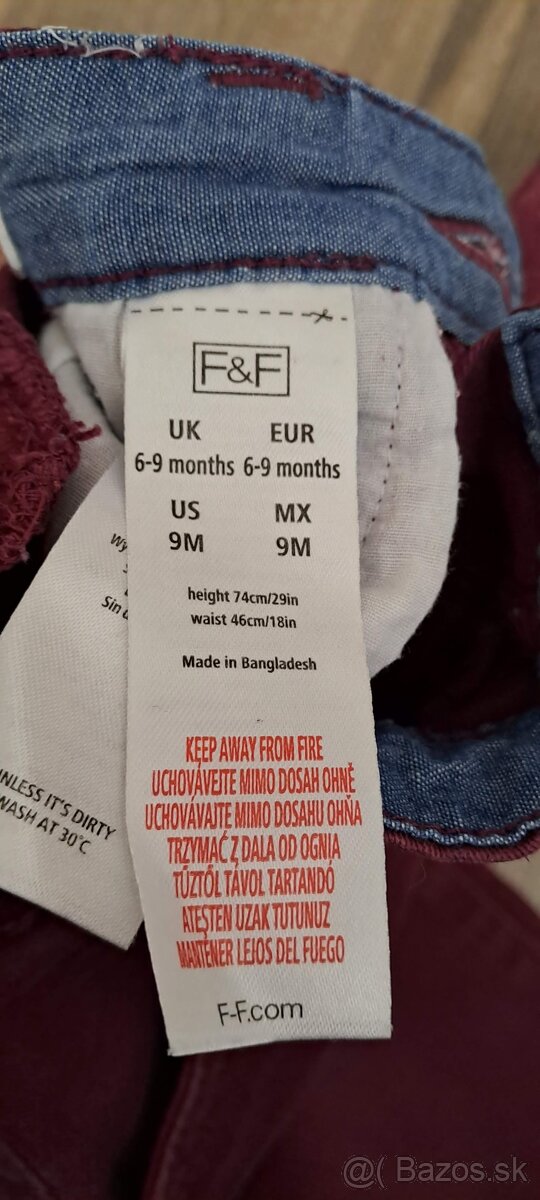 F&F
UK EUR
6-9 months 6-9 months
US MX
9M 9M
height 74cm/29in
waist 46cm/18in
Made in Bangladesh
KEEP AWAY FROM FIRE
UCHOVÁVEJTE MIMO DOSAH OHNĚ
UCHOVÁVAJTE MIMO DOSAHU OHŇA
TRZYMAĆ Z DALA OD OGNIA
TŰZTŐL TÁVOL TARTANDÓ
ATEŞTEN UZAK TUTUNUZ
MANTENER LEJOS DEL FUEGO
F-F.com
Sin
IT'S DIRTY
WASH AT 30°C
@( Bazos.sk